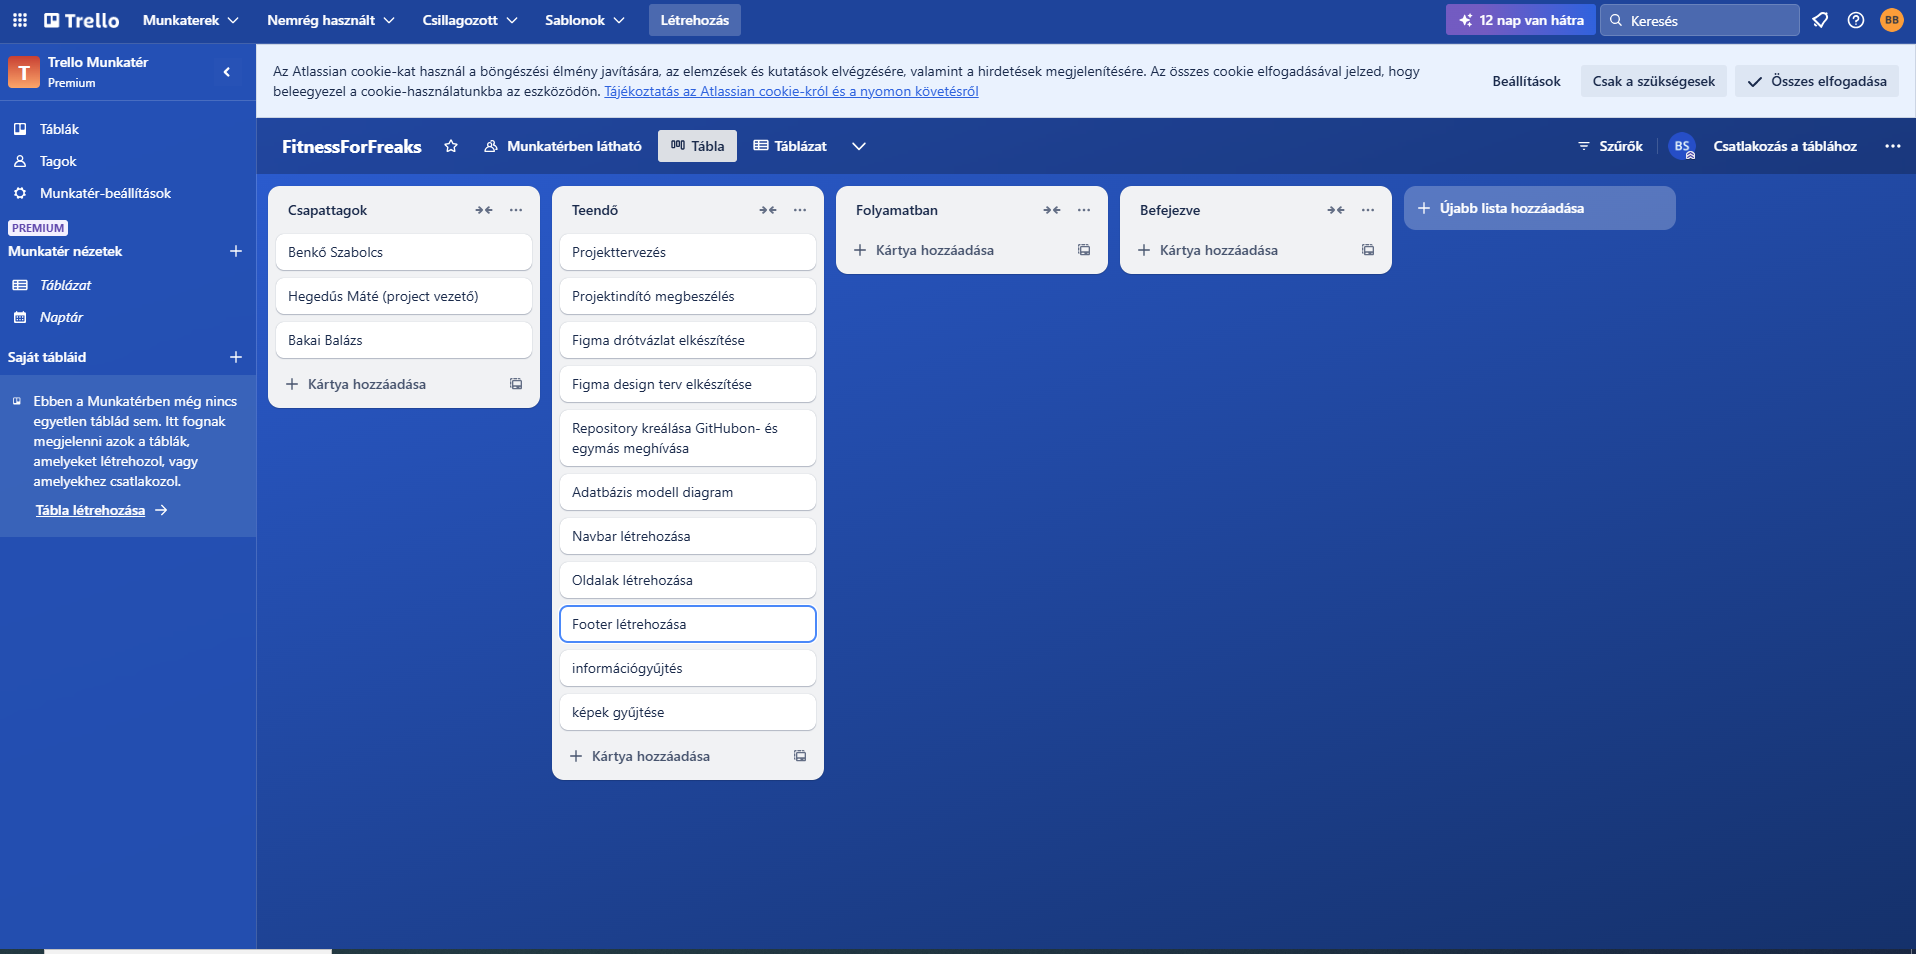 Trello
Munkaterek
Nemrég használt
Csillagozott
Sablonok
Létrehozás
12 nap van hátra
Keresés
BB
T
Trello Munkatér
Premium
Táblák
Tagok
Munkatér-beállítások
PREMIUM
Munkatér nézetek
Táblázat
Naptár
Saját tábláid
Ebben a Munkatérben még nincs
egyetlen táblád sem. Itt fognak
megjelenni azok a táblák,
amelyeket létrehozol, vagy
amelyekhez csatlakozol.
Tábla létrehozása
Az Atlassian cookie-kat használ a böngészési élmény javítására, az elemzések és kutatások elvégzésére, valamint a hirdetések megjelenítésére. Az összes cookie elfogadásával jelzed, hogy
beleegyezel a cookie-használatunkba az eszközödön. Tájékoztatás az Atlassian cookie-król és a nyomon követésről
Beállítások
Csak a szükségesek
Összes elfogadása
FitnessForFreaks
Munkatérben látható
Tábla
Táblázat
Szűrők
BS
Csatlakozás a táblához
Csapattagok
Benkő Szabolcs
Hegedűs Máté (project vezető)
Bakai Balázs
Kártya hozzáadása
Teendő
Projekttervezés
Projektindító megbeszélés
Figma drótvázlat elkészítése
Figma design terv elkészítése
Repository kreálása GitHubon- és
egymás meghívása
Adatbázis modell diagram
Navbar létrehozása
Oldalak létrehozása
Footer létrehozása
információgyűjtés
képek gyűjtése
Kártya hozzáadása
Folyamatban
Kártya hozzáadása
Befejezve
Kártya hozzáadása
Újabb lista hozzáadása